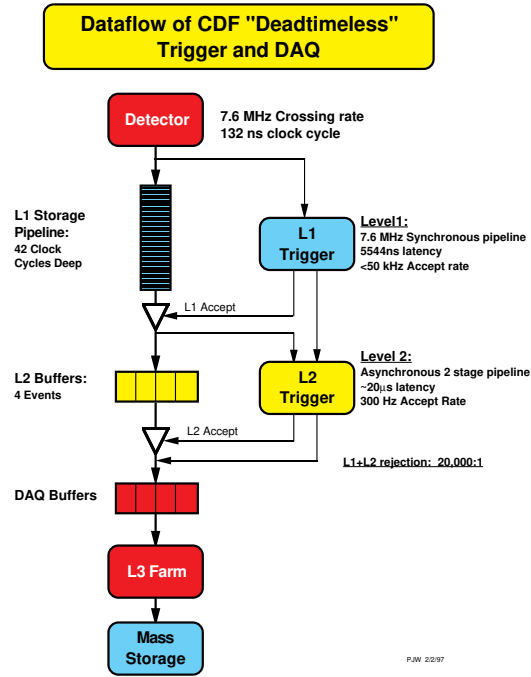 Dataflow of CDF "Deadtimeless"
Trigger and DAQ
Detector
7.6 MHz Crossing rate
132 ns clock cycle
L1 Storage
Pipeline:
42 Clock
Cycles Deep
L1
Trigger
Level1:
7.6 MHz Synchronous pipeline
5544ns latency
<50 kHz Accept rate
L1 Accept
L2 Buffers:
4 Events
L2
Trigger
Level 2:
Asynchronous 2 stage pipeline
~20μs latency
300 Hz Accept Rate
L2 Accept
L1+L2 rejection: 20,000:1
DAQ Buffers
L3 Farm
Mass
Storage
PJW 2/2/97